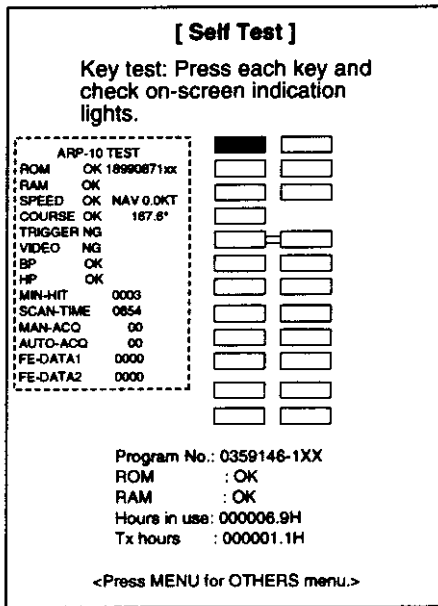 [ Self Test ]
Key test: Press each key and
check on-screen indication
lights.
ARP-10 TEST
ROM OK 18990871xx
RAM OK
SPEED OK NAV 0.0KT
COURSE OK 167.6°
TRIGGER NG
VIDEO NG
BP OK
HP OK
MIN-HIT 0003
SCAN-TIME 0654
MAN-ACQ 00
AUTO-ACQ 00
FE-DATA1 0000
FE-DATA2 0000
Program No.: 0359146-1XX
ROM : OK
RAM : OK
Hours in use: 000006.9H
Tx hours : 000001.1H
<Press MENU for OTHERS menu.>